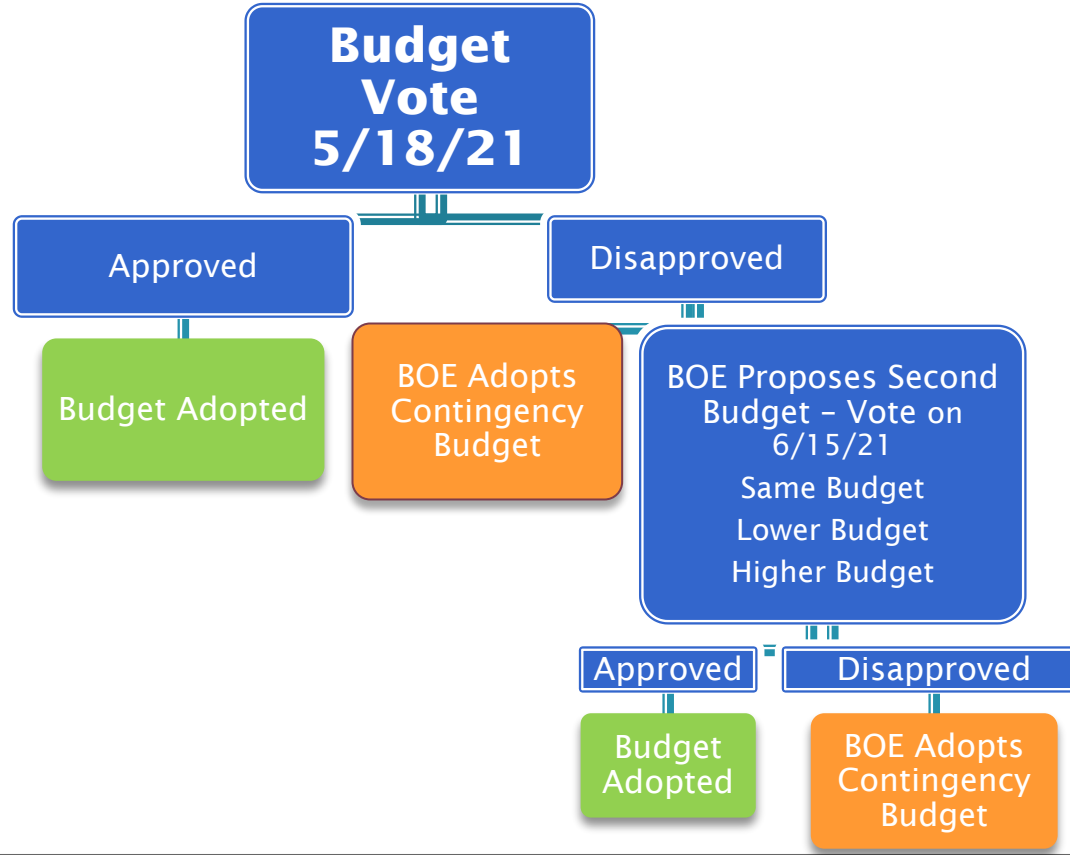 Budget
Vote
5/18/21
Approved
Disapproved
Budget Adopted
BOE Adopts
Contingency
Budget
BOE Proposes Second
Budget – Vote on
6/15/21
Same Budget
Lower Budget
Higher Budget
Approved
Disapproved
Budget
Adopted
BOE Adopts
Contingency
Budget